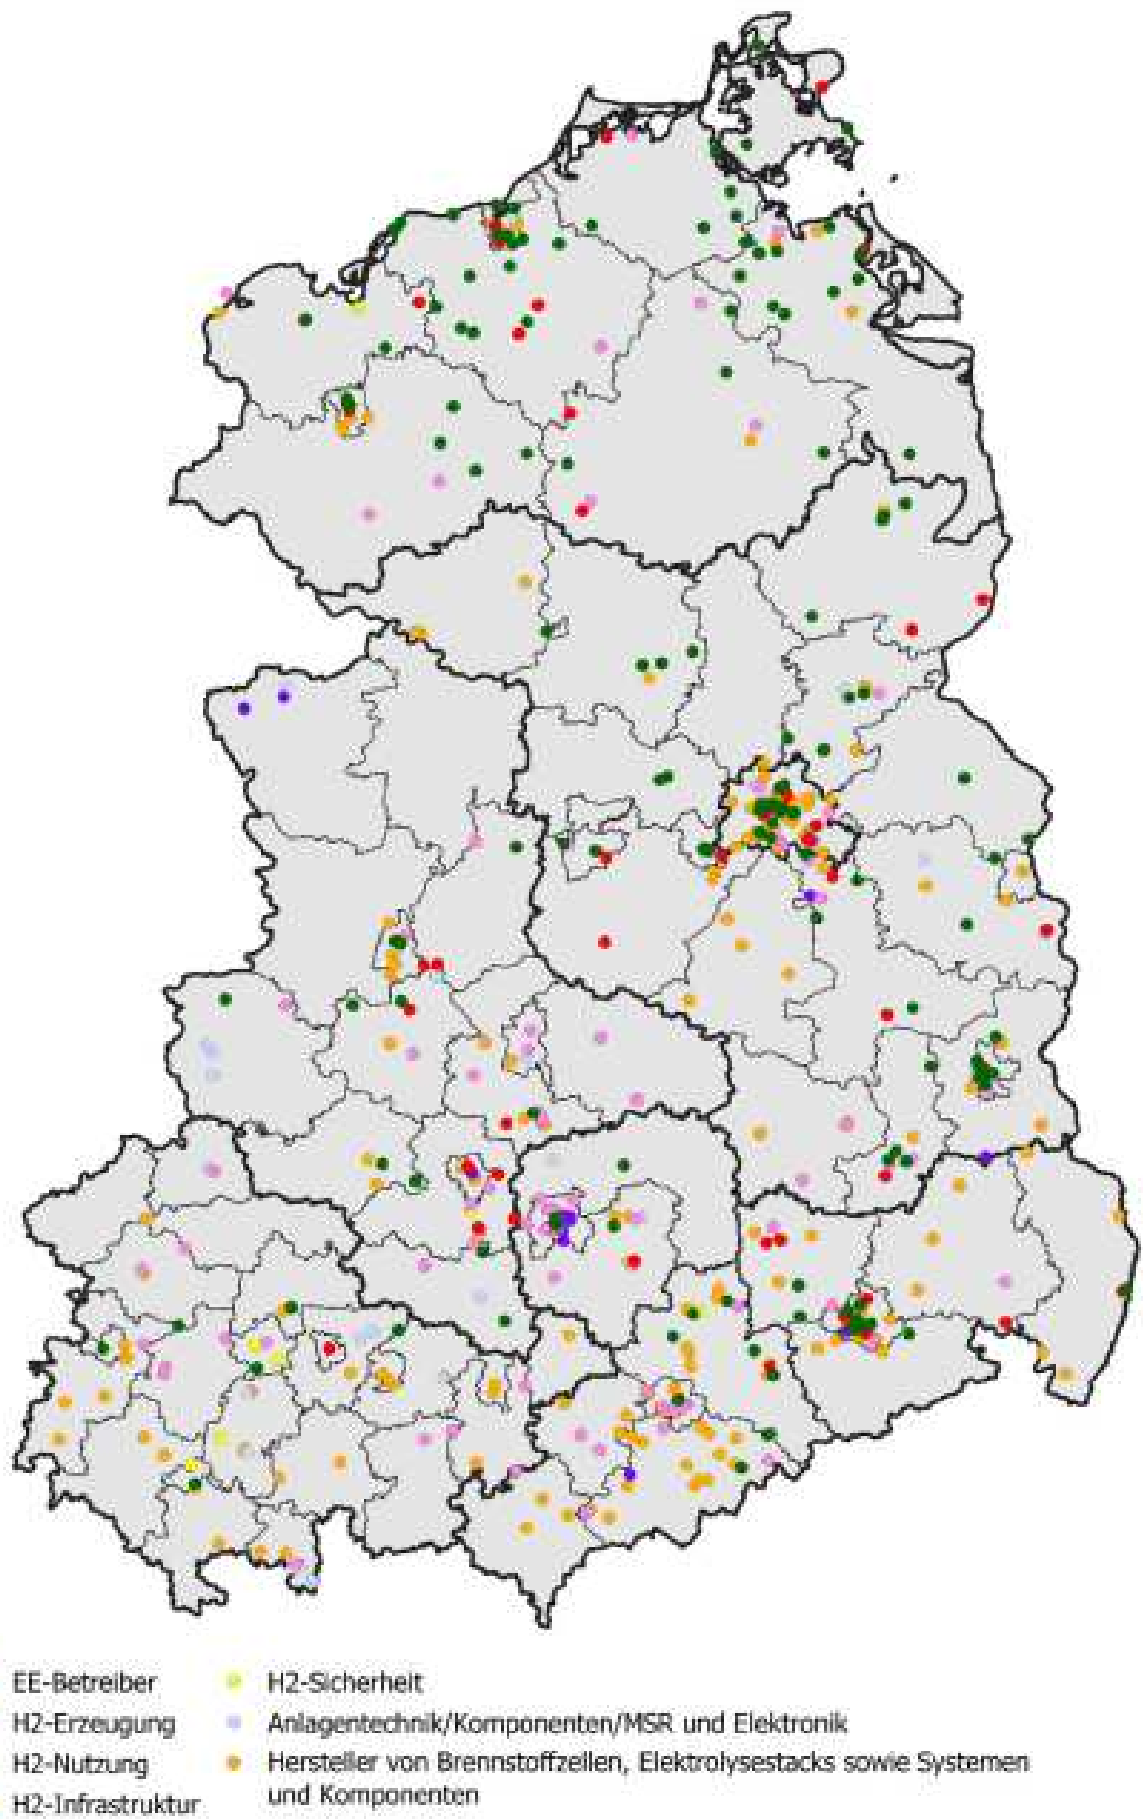 EE-Betreiber
H2-Erzeugung
H2-Nutzung
H2-Infrastruktur
H2-Sicherheit
Anlagentechnik/Komponenten/MSR und Elektronik
Hersteller von Brennstoffzellen, Elektrolysestacks sowie Systemen
und Komponenten